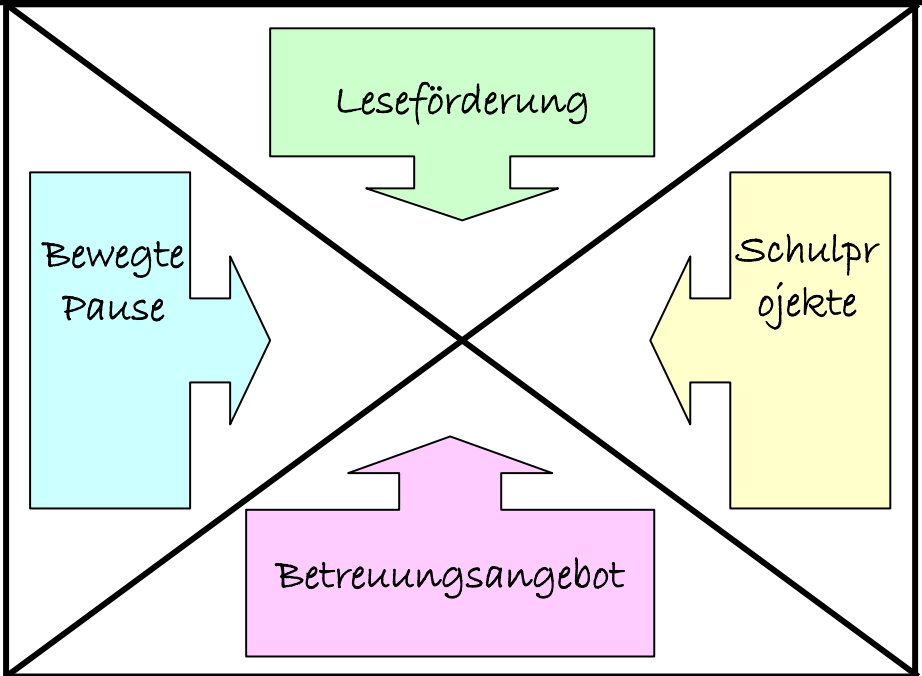 Leseförderung
Bewegte
Pause
Schulpr
ojekte
Betreuungsangebot